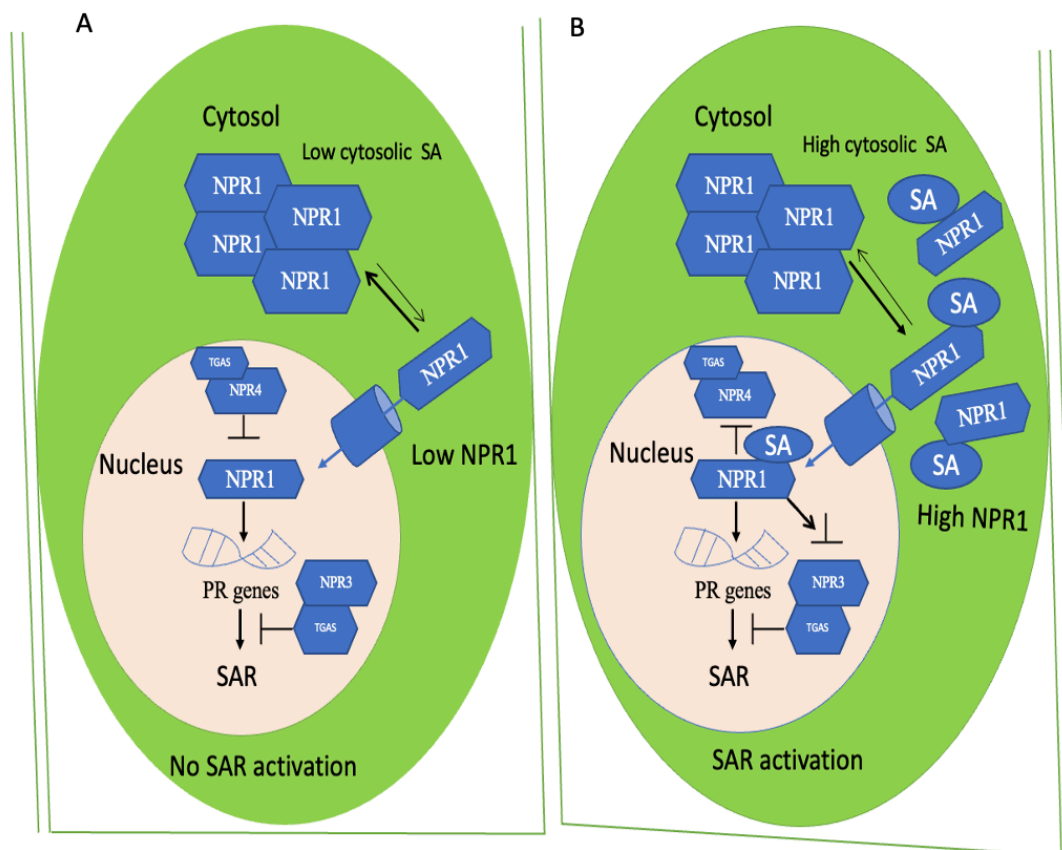 A
Cytosol
Low cytosolic SA
NPR1
NPR1
NPR1
NPR1
NPR1
TGAS
NPR4
Nucleus
Low NPR1
NPR1
PR genes
NPR3
TGAS
SAR
No SAR activation
B
Cytosol
High cytosolic SA
NPR1
SA
NPR1
NPR1
NPR1
NPR1
SA
NPR1
TGAS
NPR4
NPR1
Nucleus
SA
SA
NPR1
High NPR1
PR genes
NPR3
TGAS
SAR
SAR activation